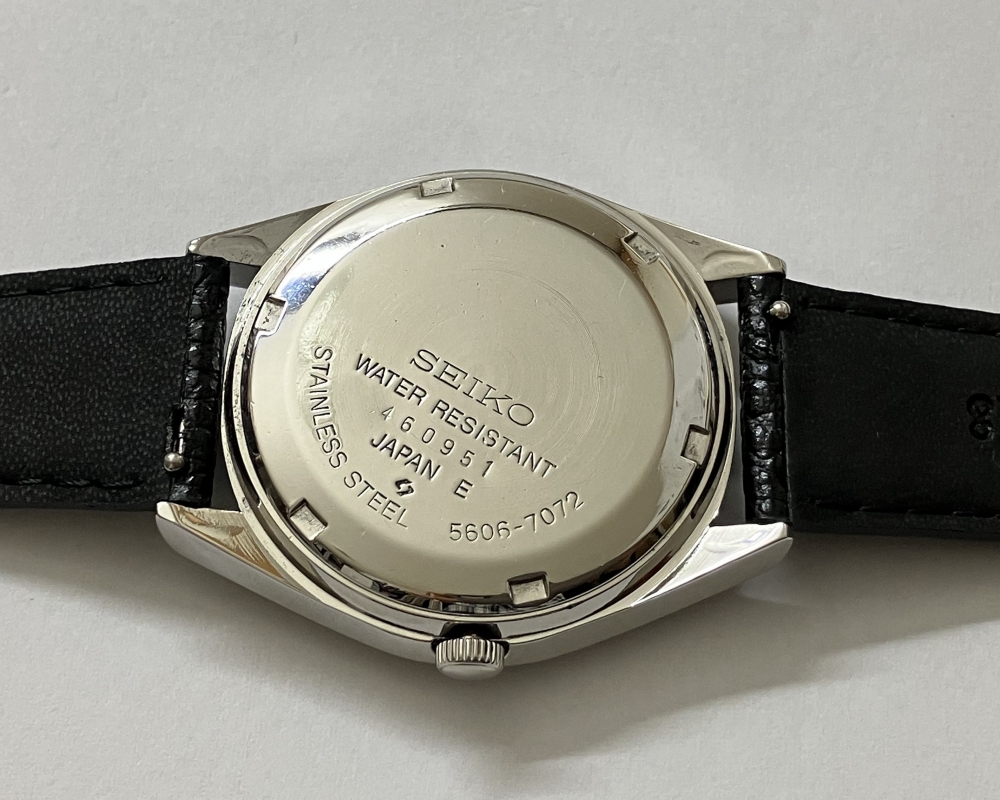 SEIKO
WATER RESISTANT
460951
JAPAN E
STAINLESS STEEL
5606-7072